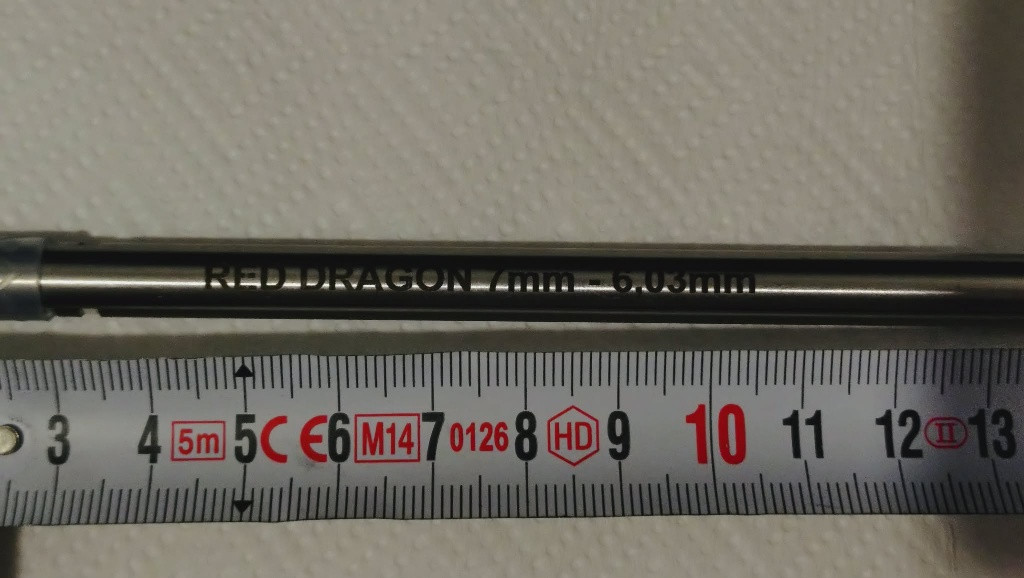 RED DRAGON 7mm - 6,03mm
3 4 5m 5 CE 6 M14 7 0126 8 HD 9 10 11 12 II 13